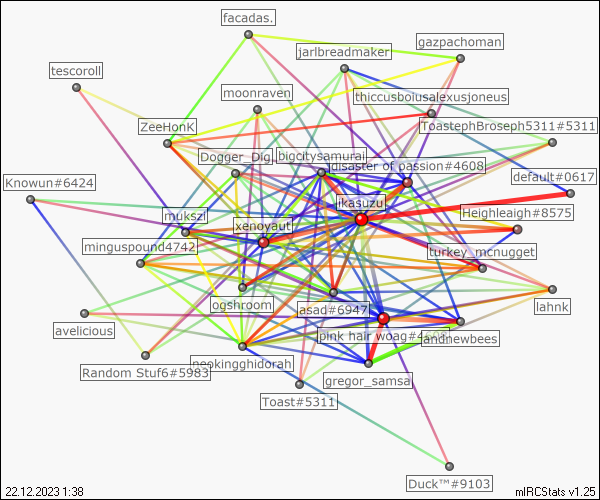 facadas.
gazpachoman
jarlbreadmaker
tescoroll
moonraven
thiccusboiusalexusjoneus
ZeeHonK
ToastephBroseph5311#5311
Dogger_Dig
bigcitysamurai
disaster of passion#4608
default#0617
Knowun#6424
ikasuzu
mukszi
Heighleaigh#8575
xenoyaut
minguspound4742
turkey_mcnugget
ogshroom
asad#6947
lahnk
avelicious
pink hair woag#4
andnewbees
neokingghidorah
Random Stuf6#5983
gregor_samsa
Toast#5311
Duck™#9103
22.12.2023 1:38
mIRCStats v1.25